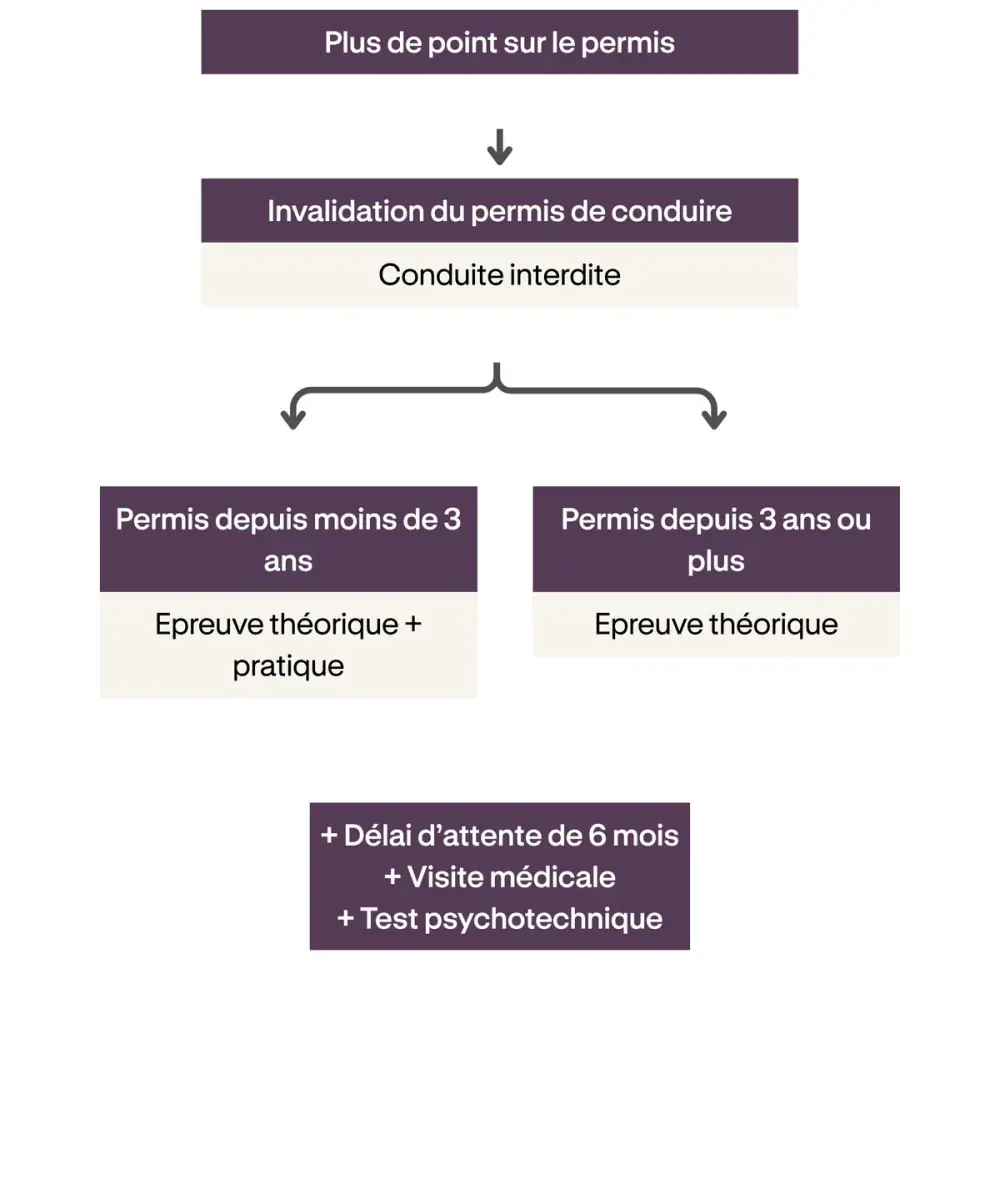 Plus de point sur le permis
Invalidation du permis de conduire
Conduite interdite
Permis depuis moins de 3
ans
Epreuve théorique +
pratique
Permis depuis 3 ans ou
plus
Epreuve théorique
+ Délai d’attente de 6 mois
+ Visite médicale
+ Test psychotechnique